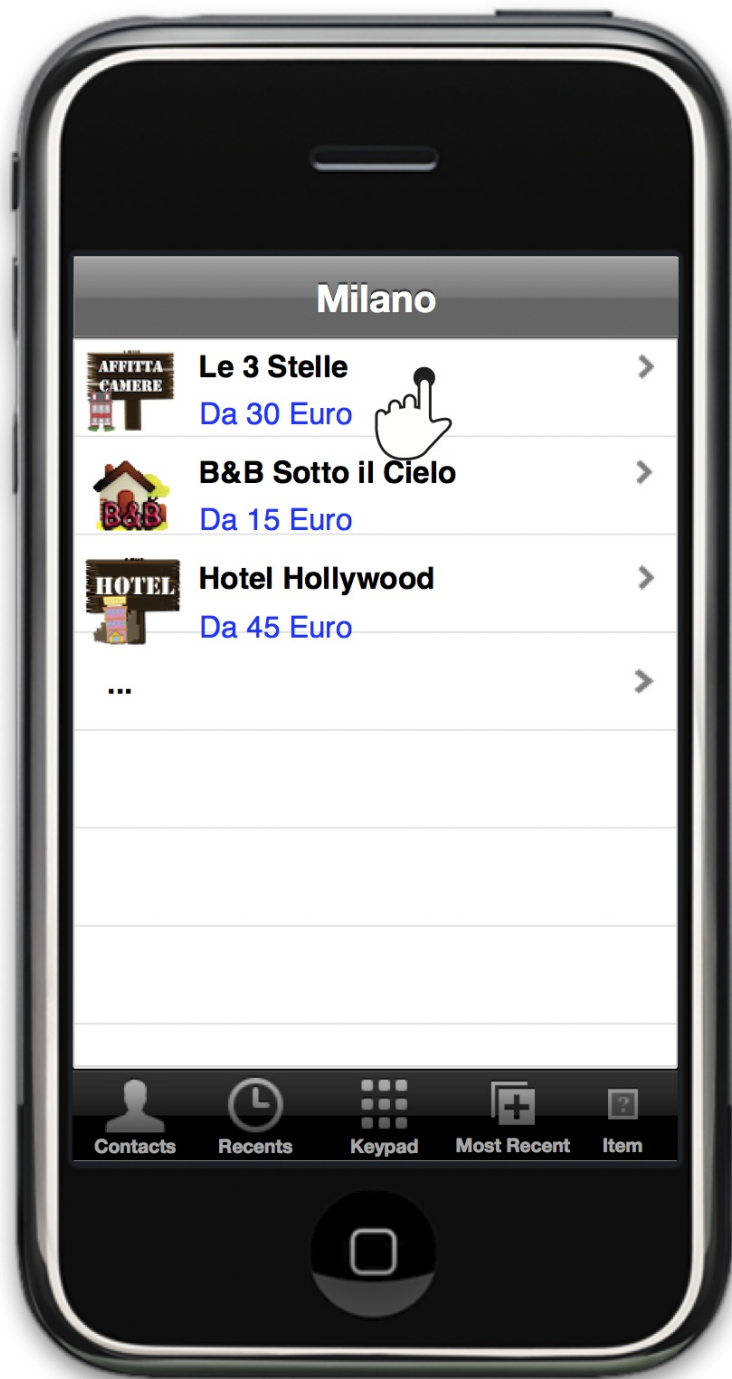 Milano
AFFITTA
CAMERE
Le 3 Stelle
Da 30 Euro
B&B
B&B Sotto il Cielo
Da 15 Euro
HOTEL
Hotel Hollywood
Da 45 Euro
...
?
Contacts
Recents
Keypad
Most Recent
Item